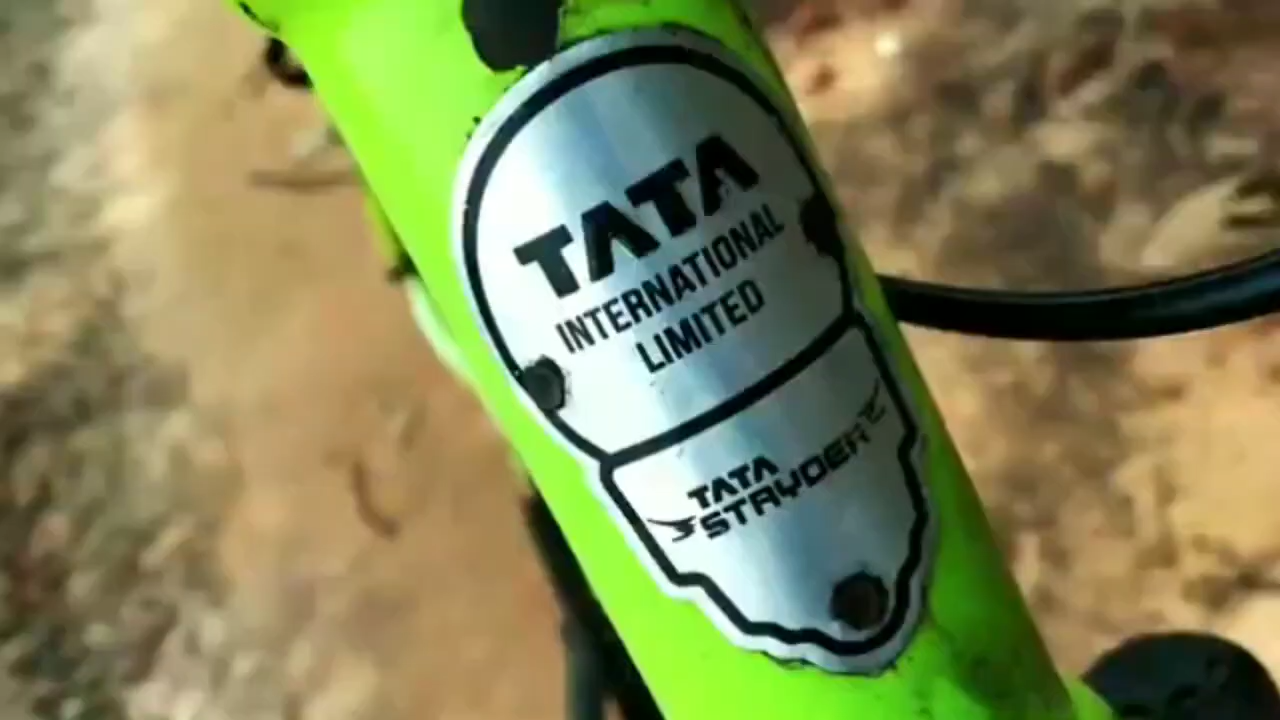 TATA
INTERNATIONAL
LIMITED
TATA
STRYDER